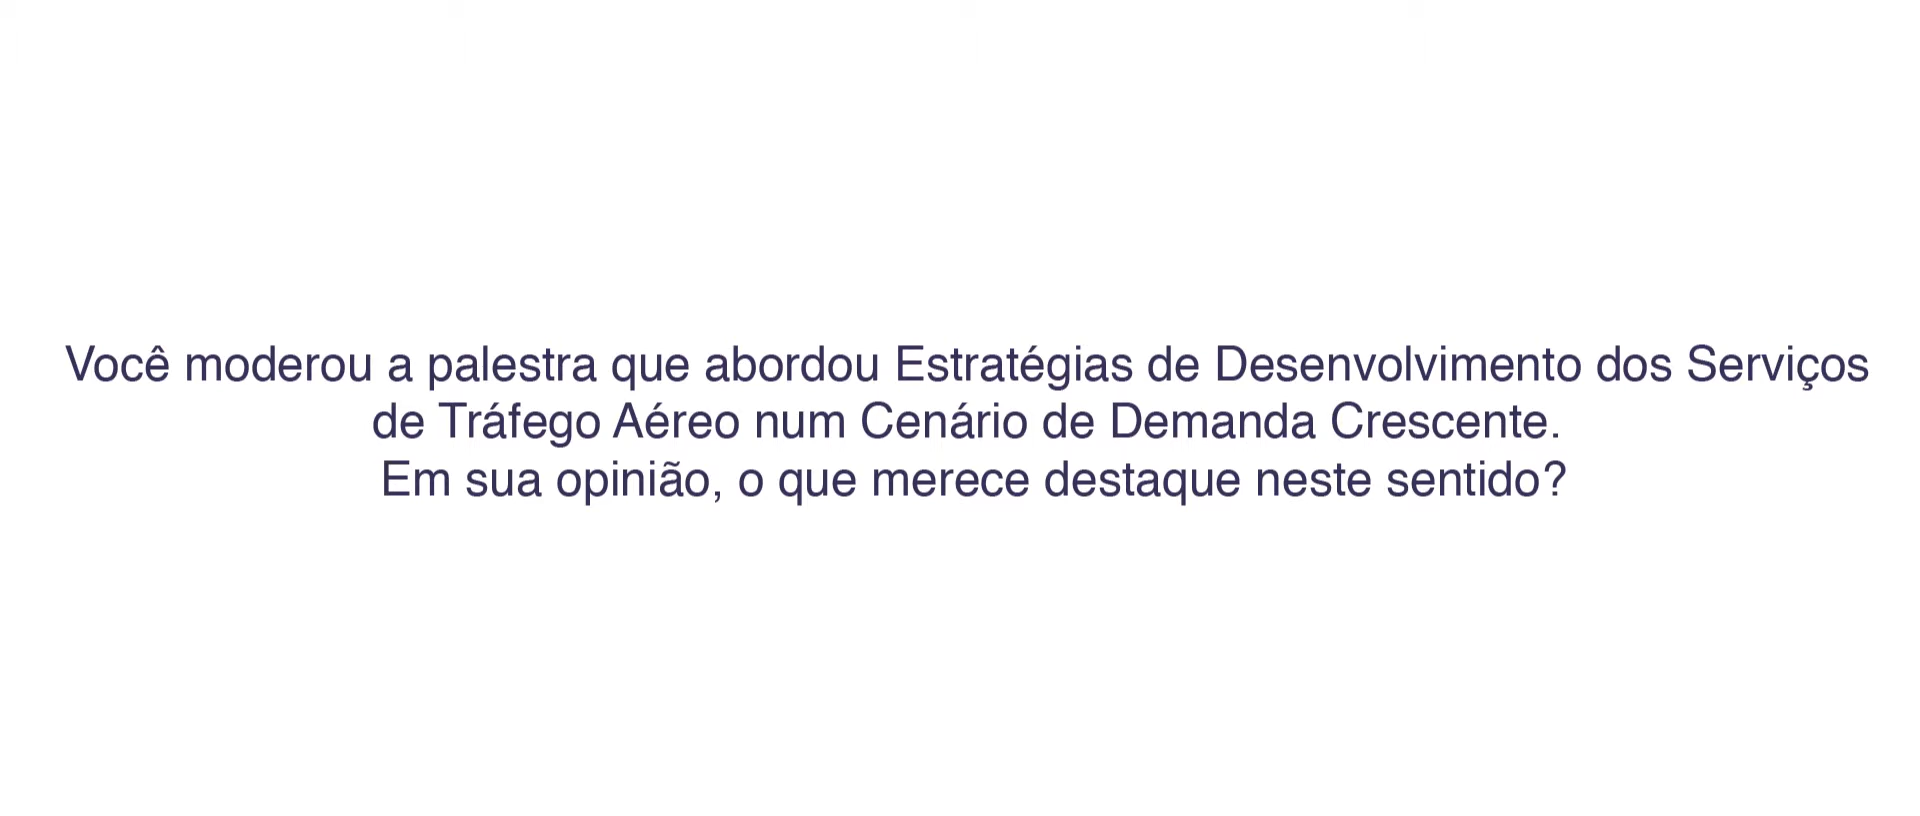 Você moderou a palestra que abordou Estratégias de Desenvolvimento dos Serviços
de Tráfego Aéreo num Cenário de Demanda Crescente.
Em sua opinião, o que merece destaque neste sentido?